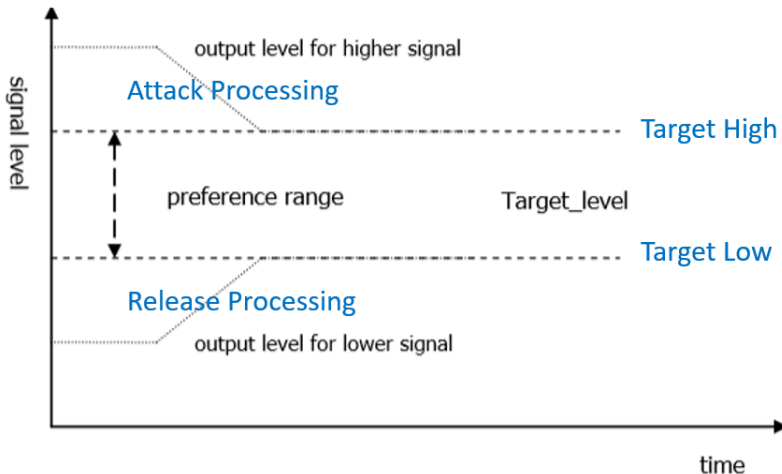 output level for higher signal
Attack Processing
signal level
Target High
preference range
Target_level
Target Low
Release Processing
output level for lower signal
time